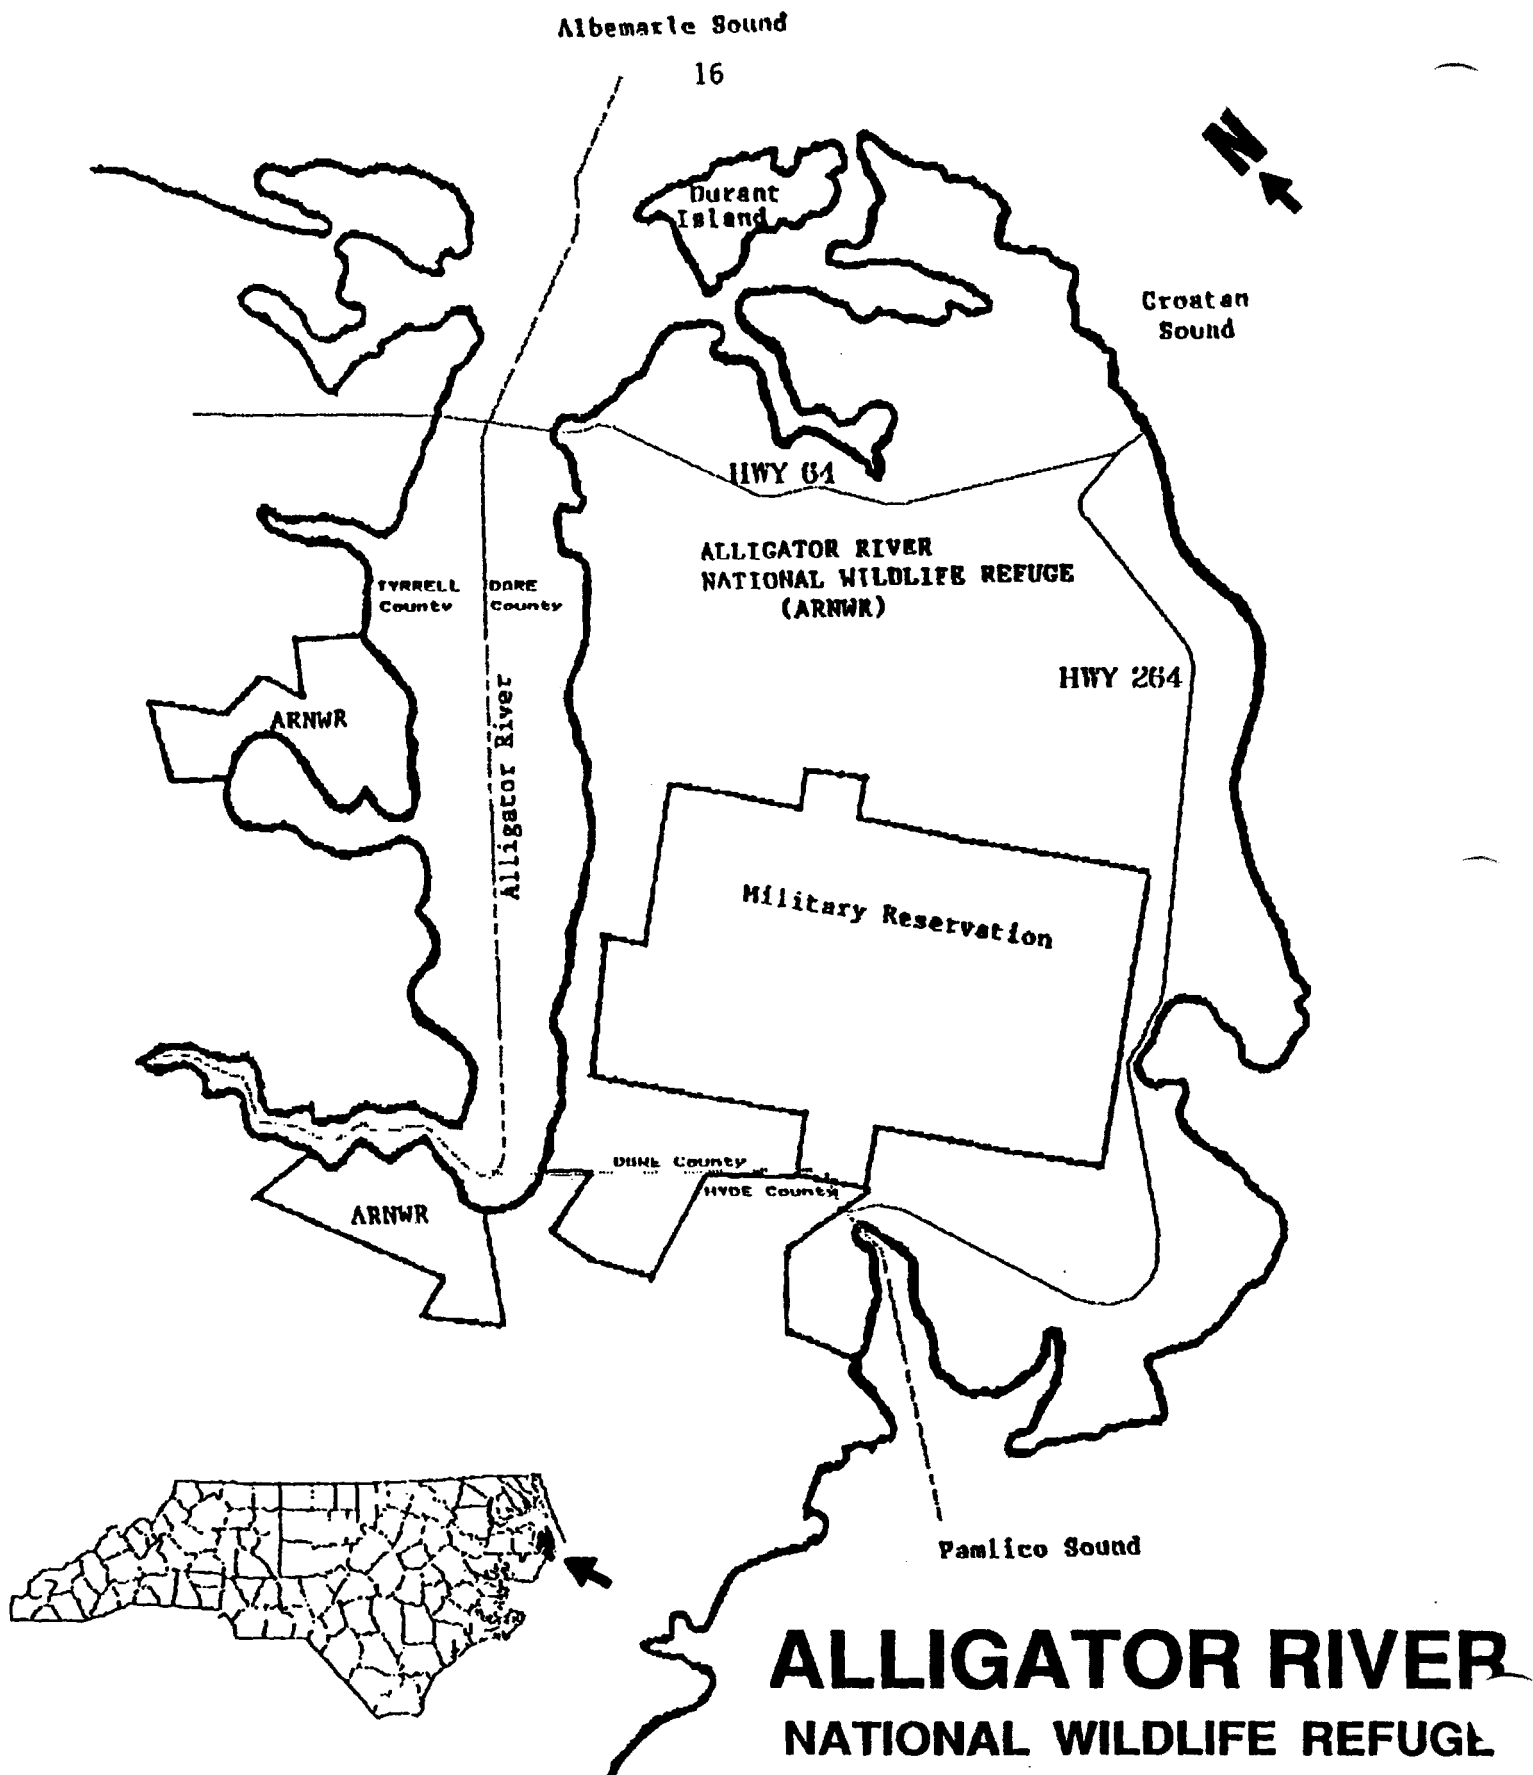 Albemarle Sound
16
N
Durant
Island
Croatan
Sound
HWY 64
ALLIGATOR RIVER
NATIONAL WILDLIFE REFUGE
(ARNWR)
TYRRELL
County
DARE
County
HWY 264
ARNWR
Alligator River
Military Reservation
DARE County
HYDE County
ARNWR
Pamlico Sound
ALLIGATOR RIVER
NATIONAL WILDLIFE REFUGE